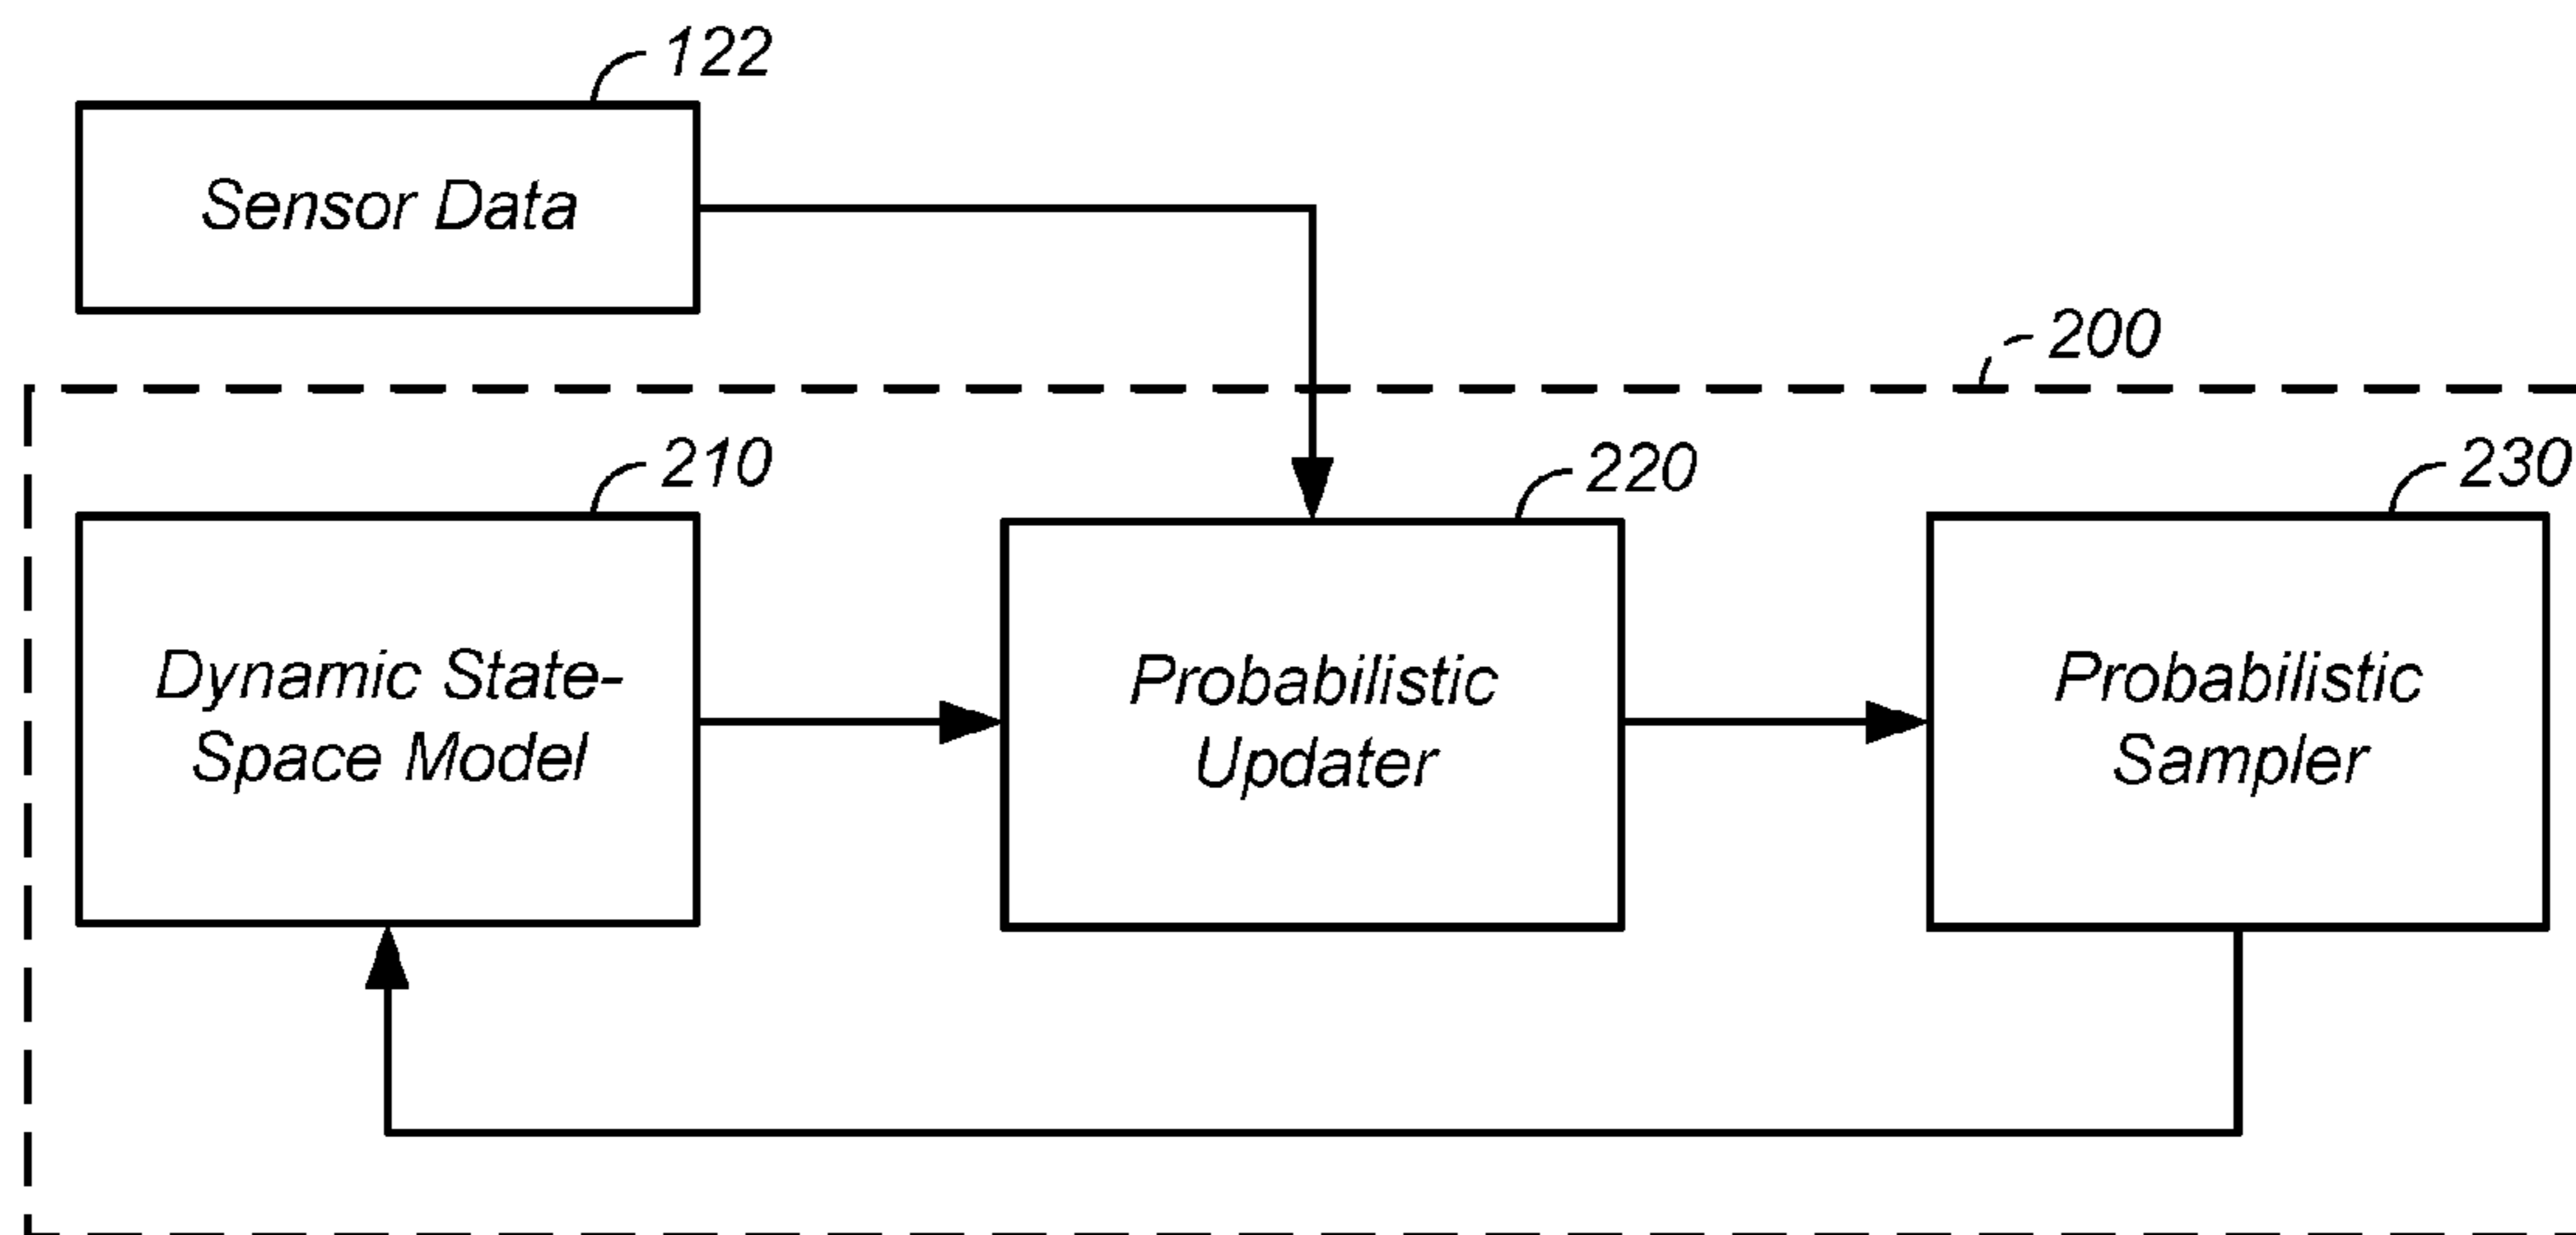 122
Sensor Data
200
210
220
230
Dynamic State-
Space Model
Probabilistic
Updater
Probabilistic
Sampler